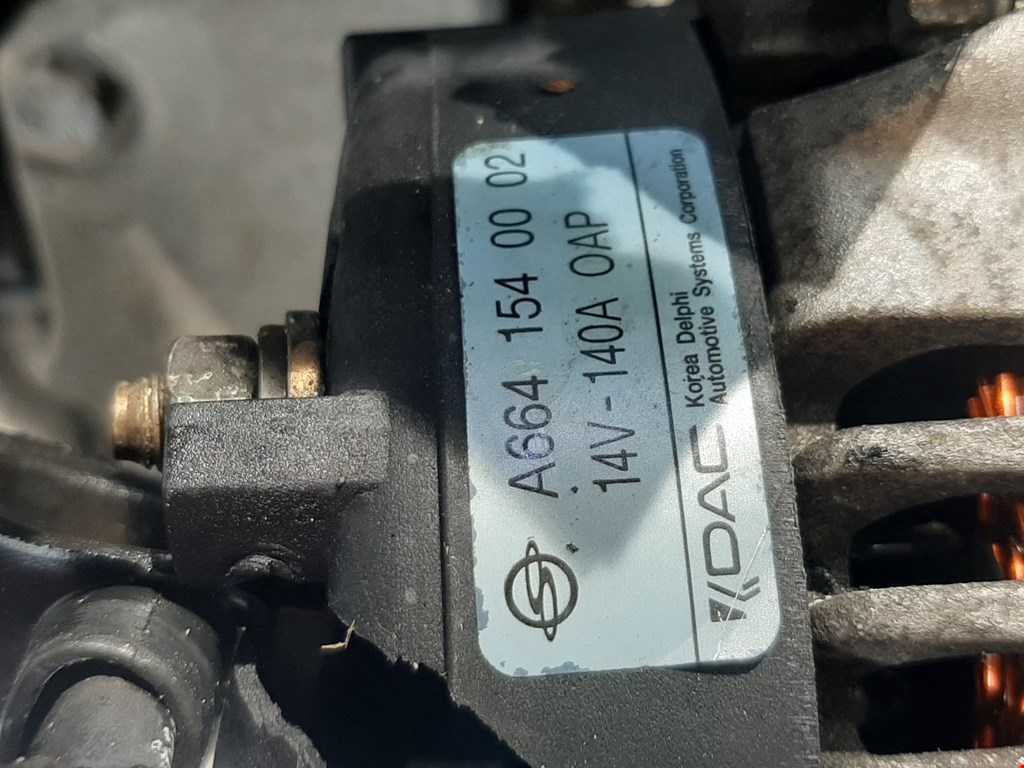 A664 154 00 02
14V - 140A OAP
KDAC
Korea Delphi
Automotive Systems Corporation